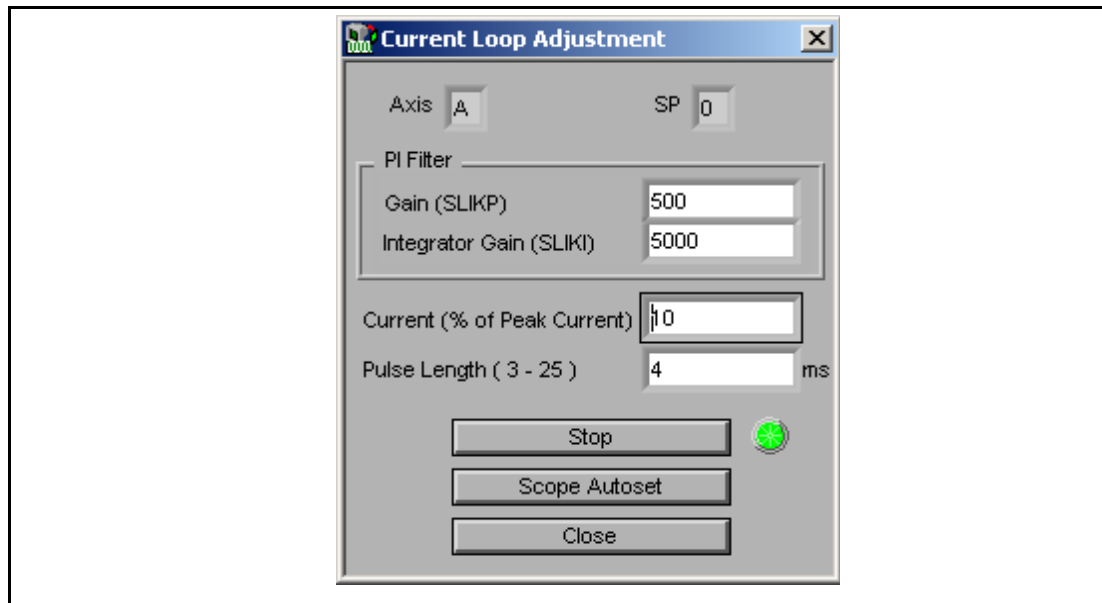 Current Loop Adjustment
Axis A SP 0
PI Filter
Gain (SLIKP) 500
Integrator Gain (SLIKI) 5000
Current (% of Peak Current) 10
Pulse Length ( 3 - 25 ) 4 ms
Stop
Scope Autoset
Close